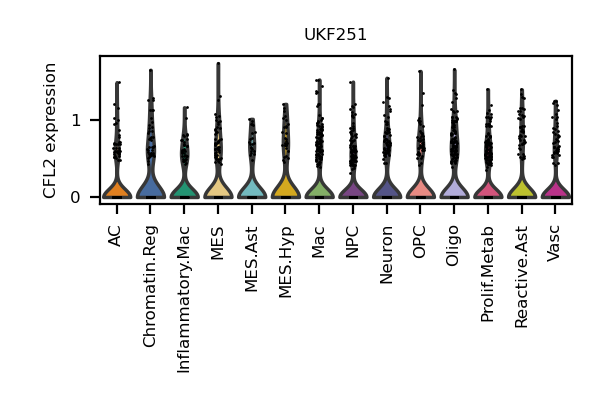 UKF251
CFL2 expression
1
0
AC
Chromatin.Reg
Inflammatory.Mac
MES
MES.Ast
MES.Hyp
Mac
NPC
Neuron
OPC
Oligo
Prolif.Metab
Reactive.Ast
Vasc